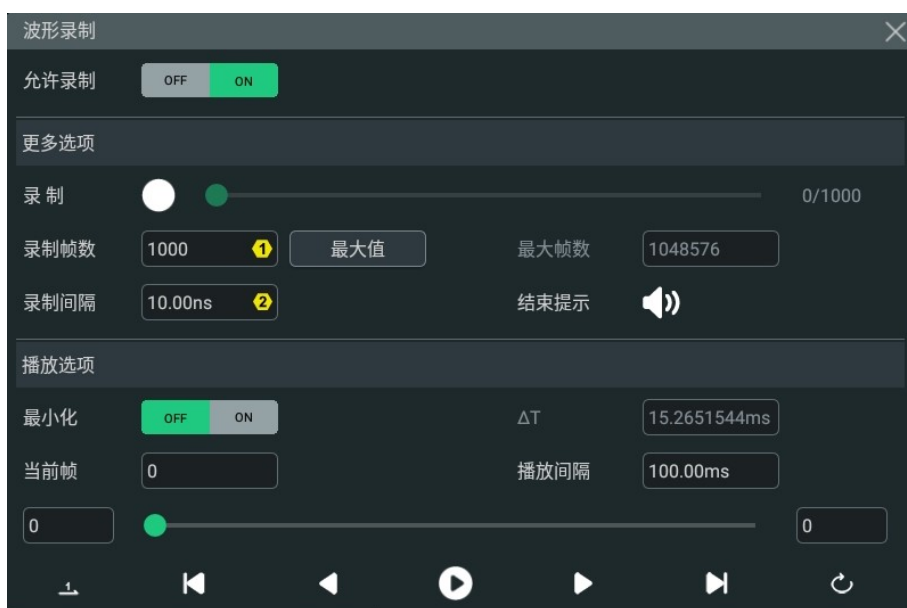 波形录制
允许录制 OFF ON
更多选项
录制 0/1000
录制帧数 1000 1 最大值 最大帧数 1048576
录制间隔 10.00ns 2 结束提示
播放选项
最小化 OFF ON ΔT 15.2651544ms
当前帧 0 播放间隔 100.00ms
0 0
1